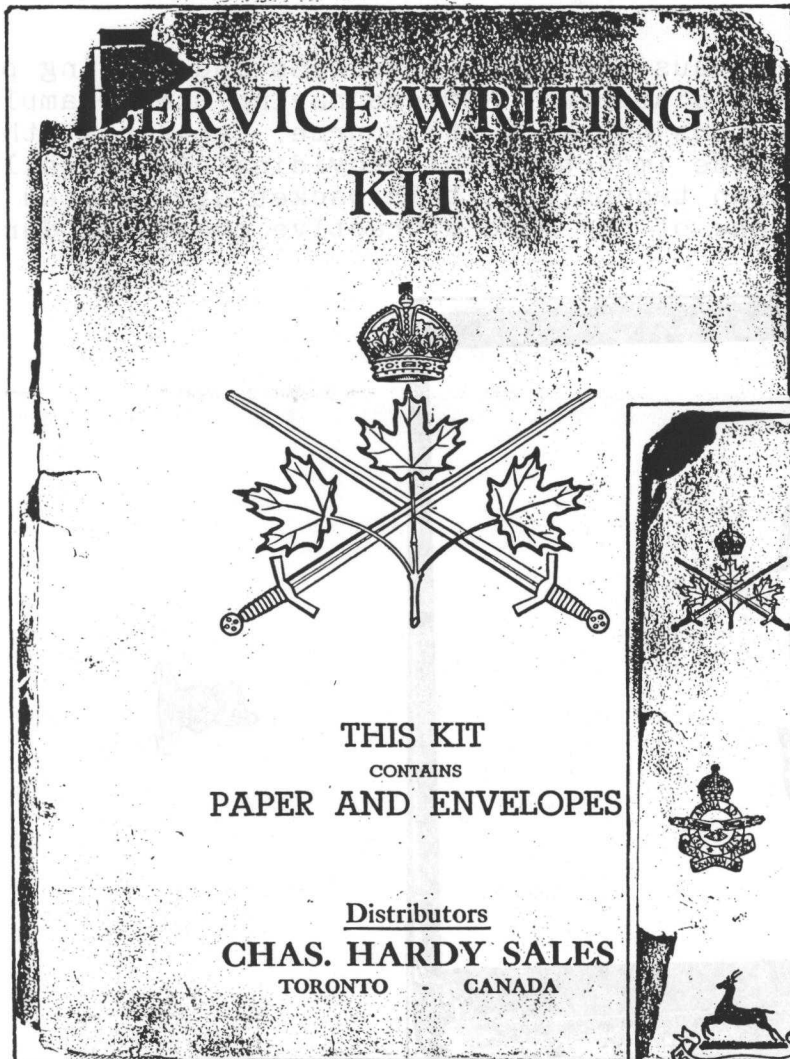 SERVICE WRITING
KIT
THIS KIT
CONTAINS
PAPER AND ENVELOPES
Distributors
CHAS. HARDY SALES
TORONTO - CANADA